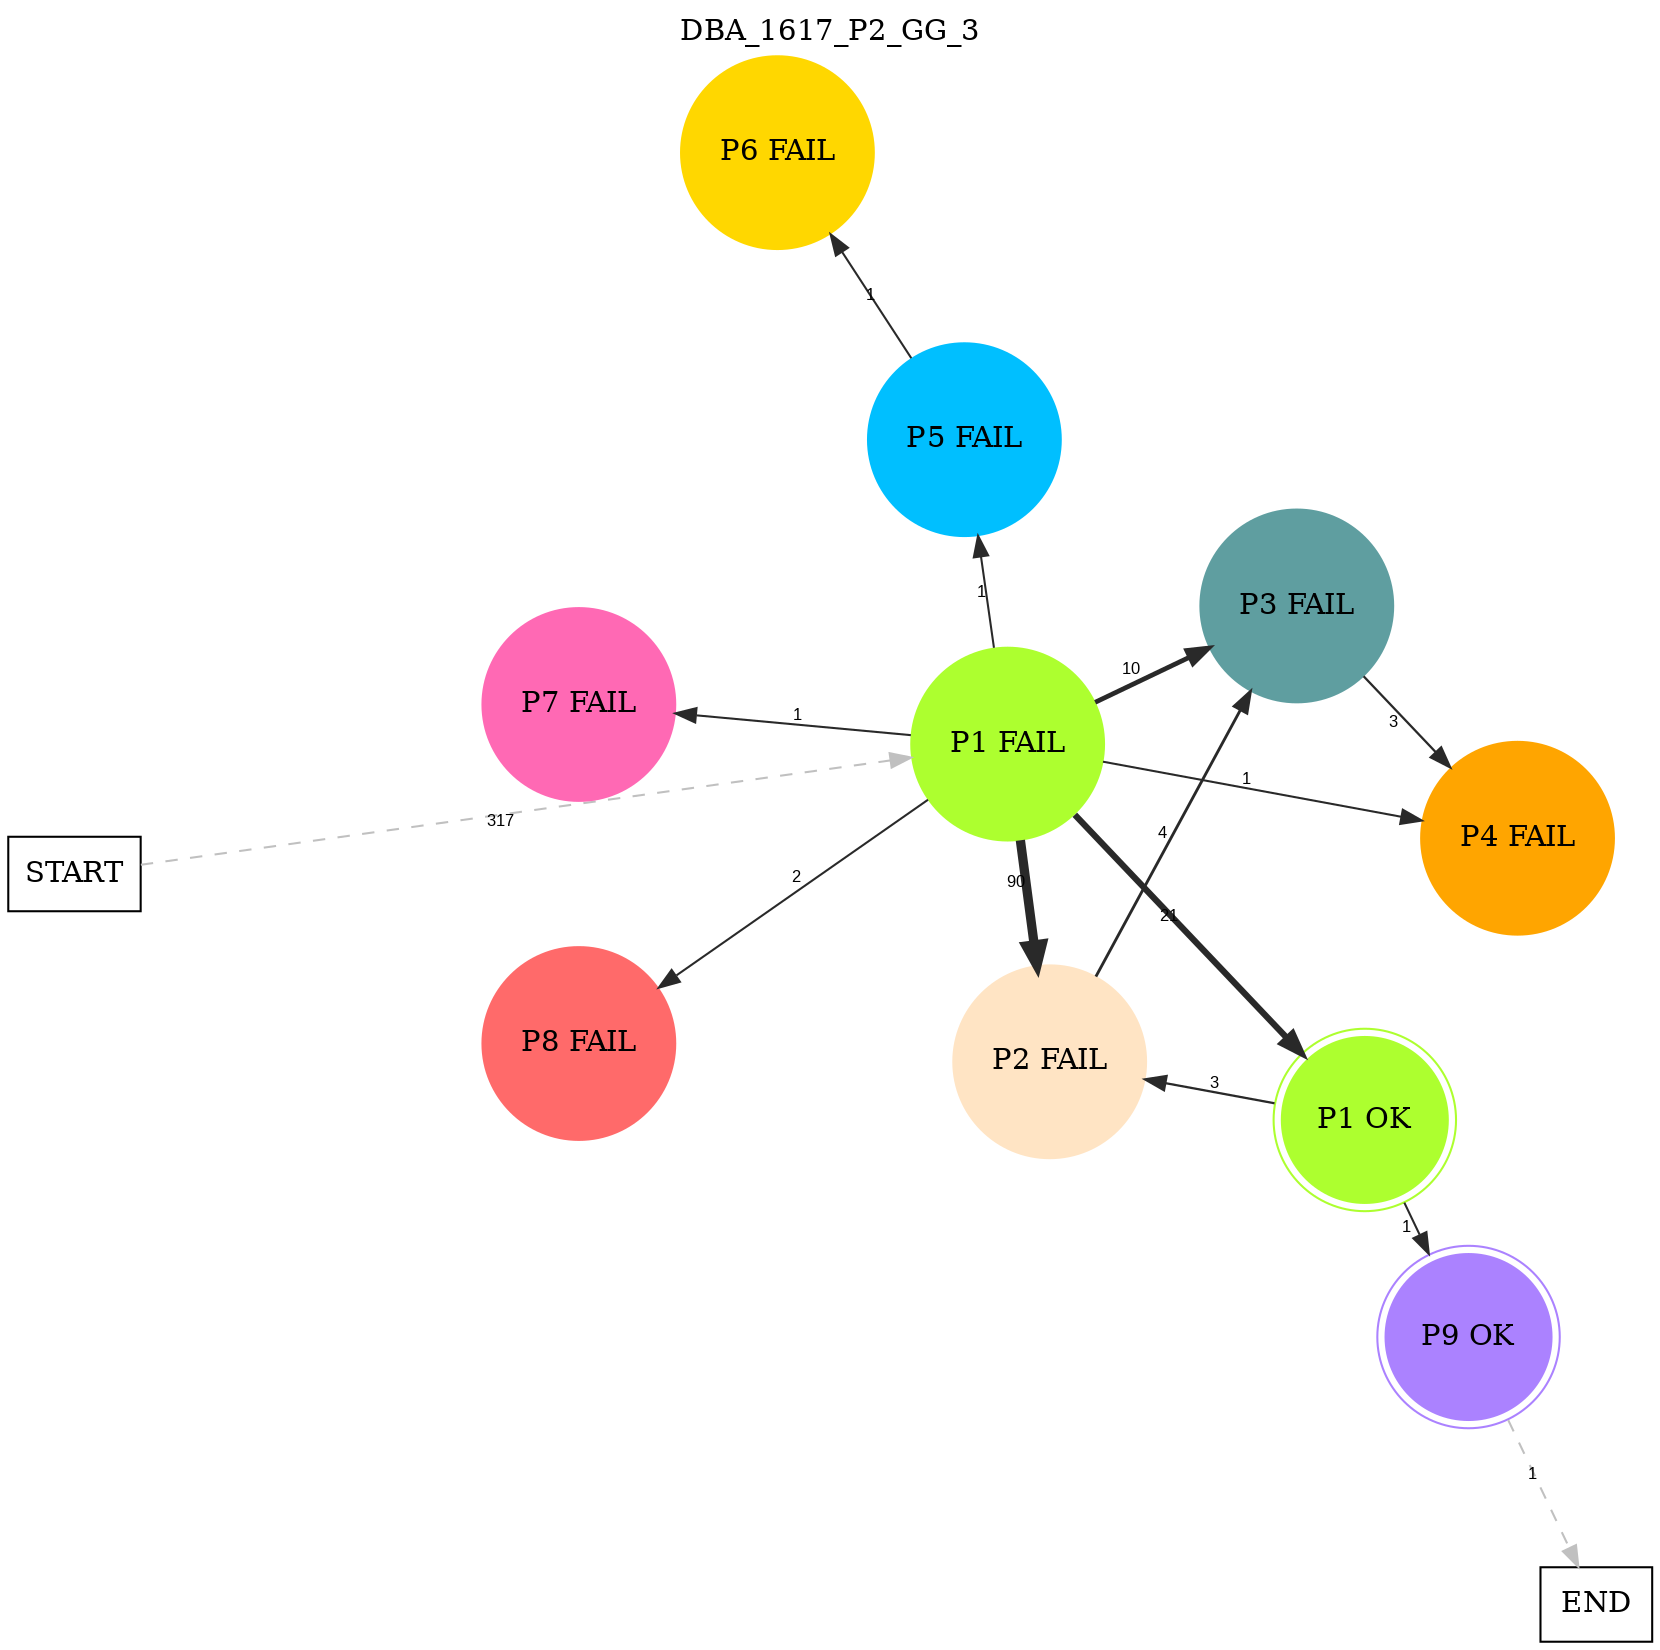 DBA_1617_P2_GG_3
P6 FAIL
1
P5 FAIL
1
P3 FAIL
10
P7 FAIL
1
P1 FAIL
3
1
317
4
P4 FAIL
START
2
90
21
P8 FAIL
P2 FAIL
3
P1 OK
1
P9 OK
1
END